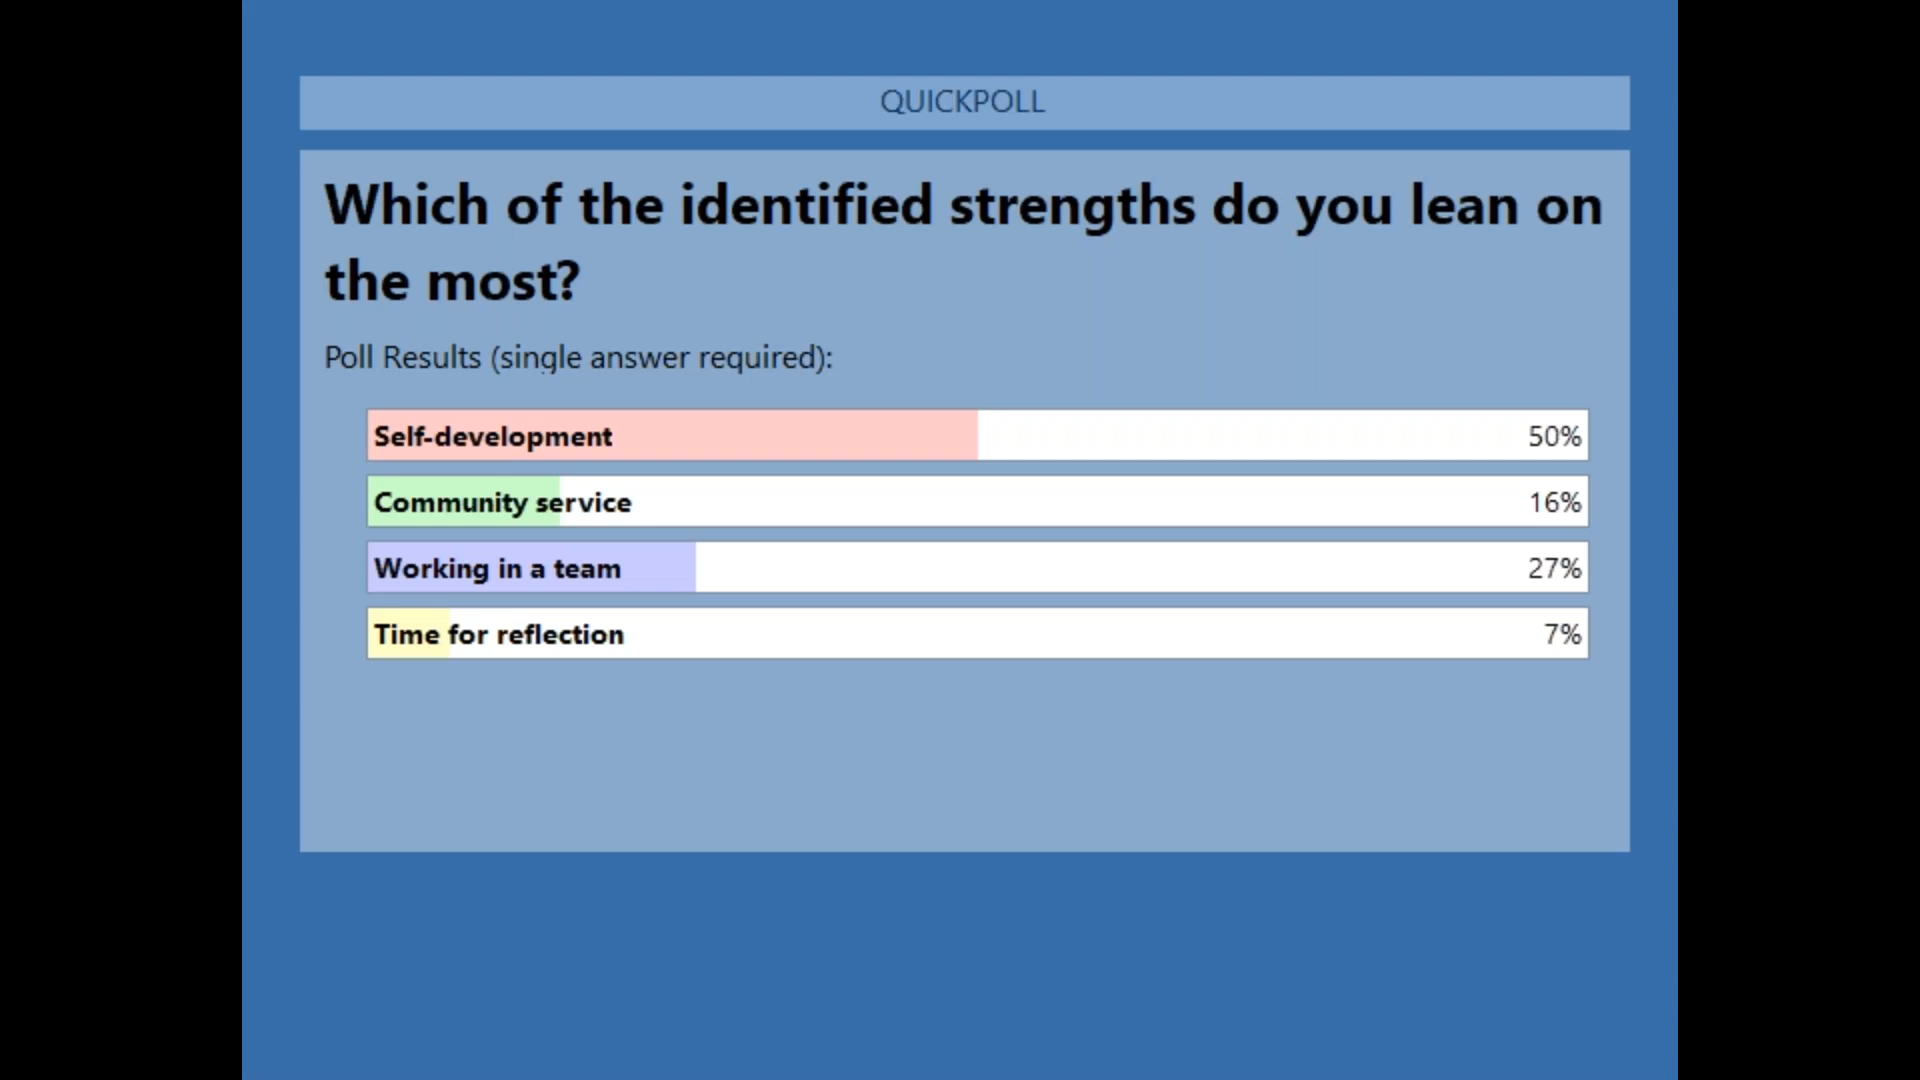 QUICKPOLL
Which of the identified strengths do you lean on
the most?
Poll Results (single answer required):
Self-development 50%
Community service 16%
Working in a team 27%
Time for reflection 7%